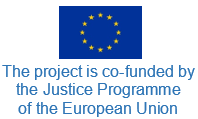 The project is co-funded by
the Justice Programme
of the European Union